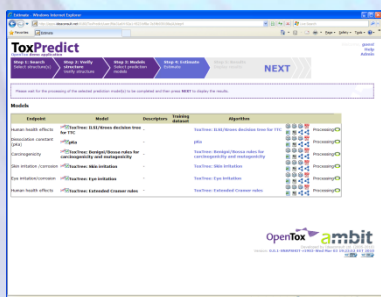 Estimate - Windows Internet Explorer
Favorites
Estimate
ToxPredict
OpenTox demo application
guest
Help
Admin
Step 1: Search
Select structure(s)
Step 2: Verify structure
Verify structure
Step 3: Models
Select prediction models
Step 4: Estimate
Estimate
NEXT
Please wait for the processing of the selected prediction model(s) to be completed and then press NEXT to display the results.
Models
Endpoint Model Descriptors Training dataset Algorithm
Human health effects ToxTree: ILSI/Kroes decision tree for TTC - ToxTree: ILSI/Kroes decision tree for TTC Processing
Dissociation constant (pKa) pKa - pKa Processing
Carcinogenicity ToxTree: Benigni/Bossa rules for carcinogenicity and mutagenicity - ToxTree: Benigni/Bossa rules for carcinogenicity and mutagenicity Processing
Skin irritation /corrosion ToxTree: Skin irritation - ToxTree: Skin irritation Processing
Eye irritation/corrosion ToxTree: Eye irritation - ToxTree: Eye irritation Processing
Human health effects ToxTree: Extended Cramer rules - ToxTree: Extended Cramer rules Processing
OpenTox ambit